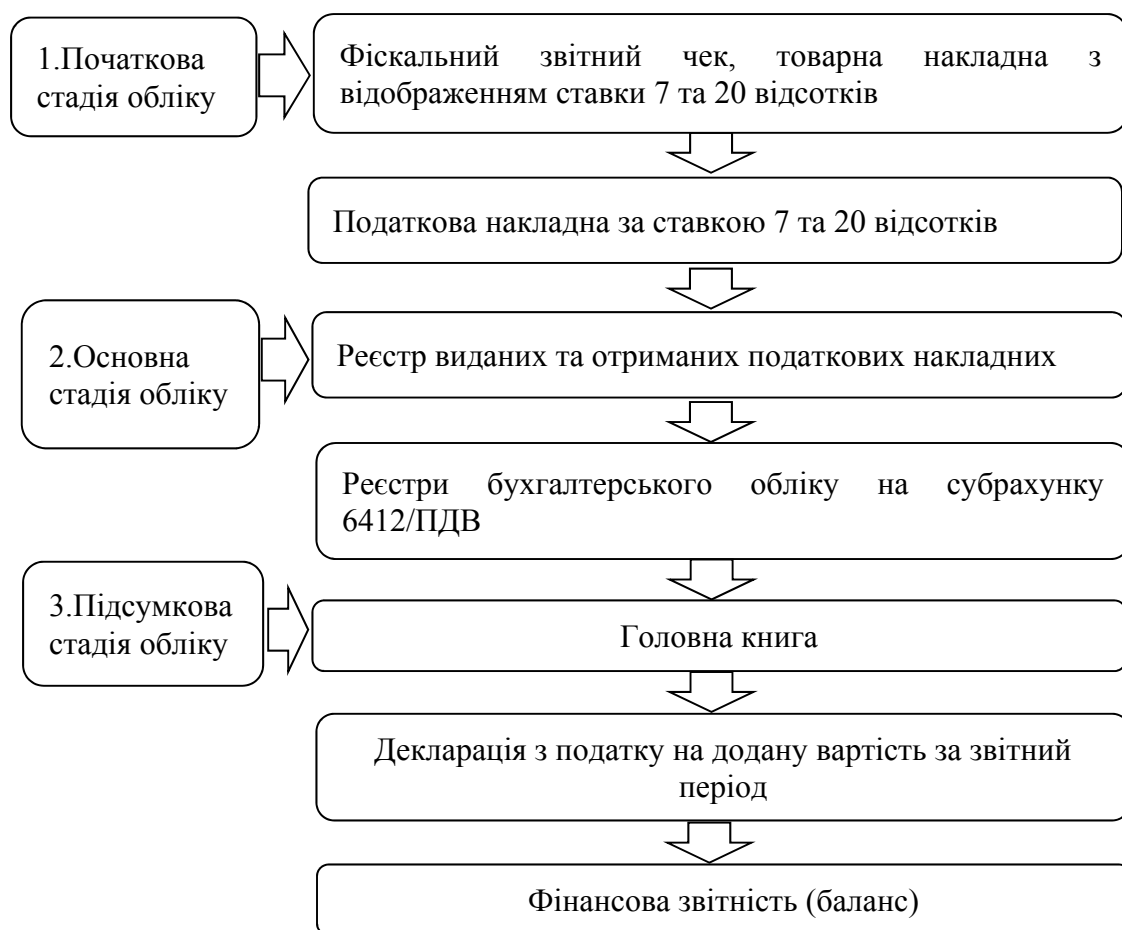 1.Початкова
стадія обліку
Фіскальний звітний чек, товарна накладна з
відображенням ставки 7 та 20 відсотків
Податкова накладна за ставкою 7 та 20 відсотків
2.Основна
стадія обліку
Реєстр виданих та отриманих податкових накладних
Реєстри бухгалтерського обліку на субрахунку
6412/ПДВ
3.Підсумкова
стадія обліку
Головна книга
Декларація з податку на додану вартість за звітний
період
Фінансова звітність (баланс)